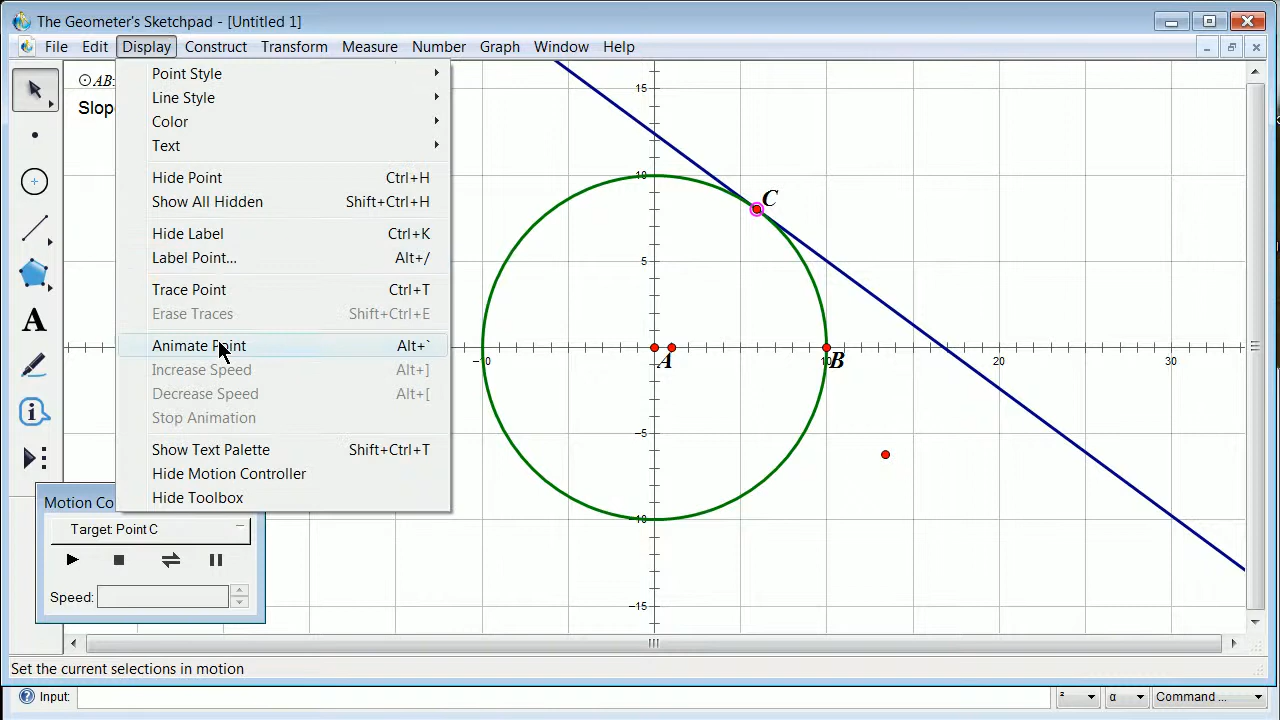 The Geometer's Sketchpad - [Untitled 1]
File Edit Display Construct Transform Measure Number Graph Window Help
⊙AB:
Slop
Point Style
Line Style
Color
Text
Hide Point Ctrl+H
Show All Hidden Shift+Ctrl+H
Hide Label Ctrl+K
Label Point... Alt+/
Trace Point Ctrl+T
Erase Traces Shift+Ctrl+E
Animate Point Alt+`
Increase Speed Alt+]
Decrease Speed Alt+[
Stop Animation
Show Text Palette Shift+Ctrl+T
Hide Motion Controller
Hide Toolbox
A
Motion Co
Target: Point C
Speed:
15
10
C
5
A
B
-10
10
20
30
-5
-10
-15
Set the current selections in motion
Input:
²
α
Command ...